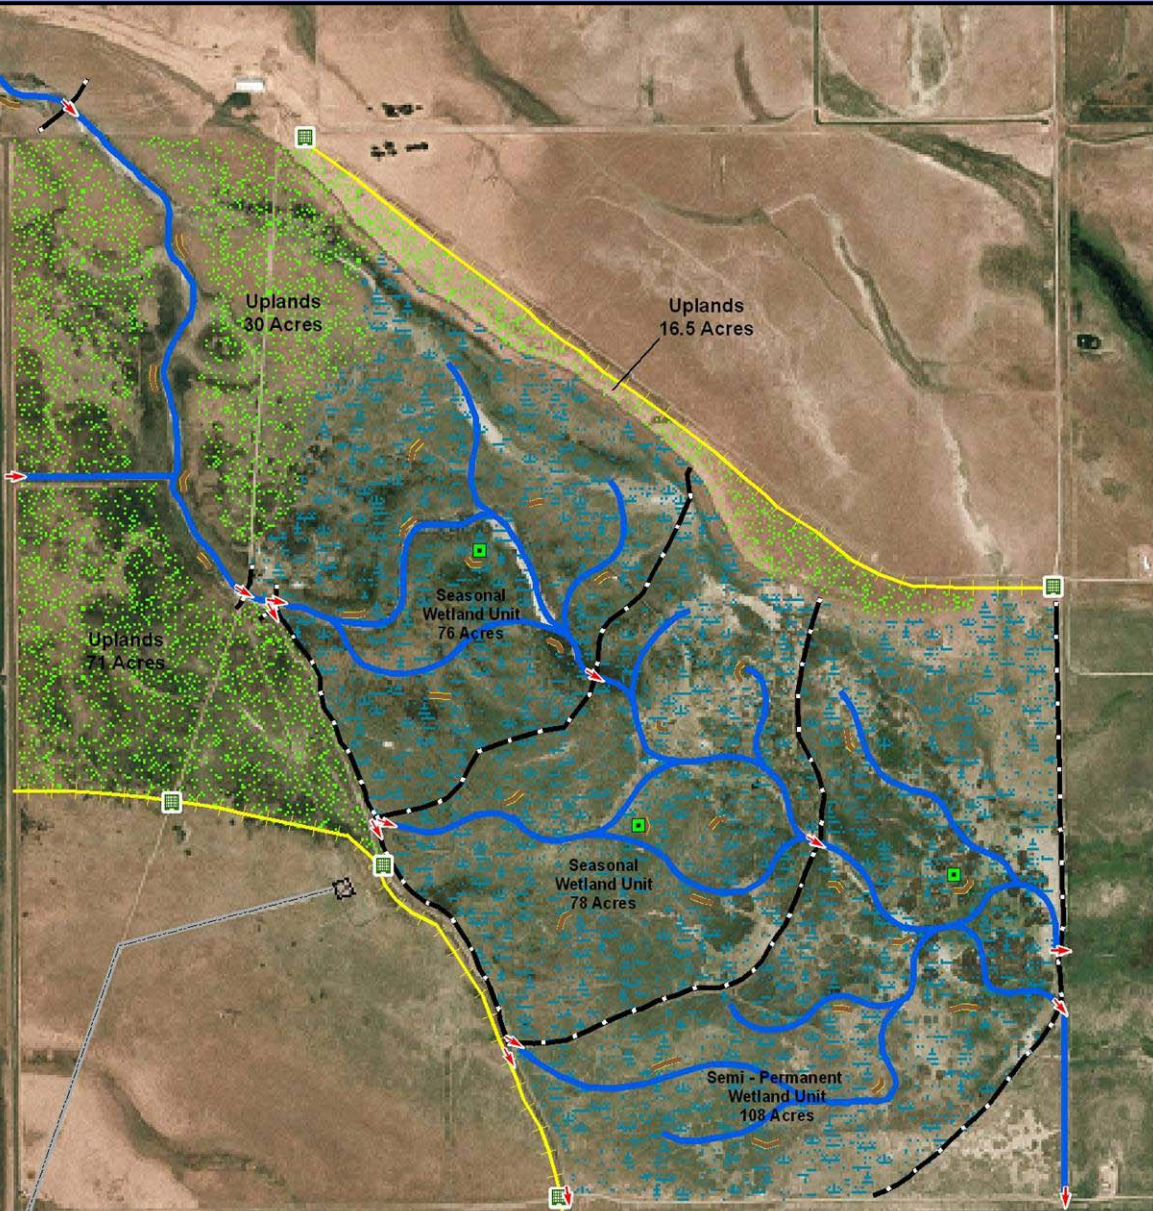 Uplands
30 Acres
Uplands
16.5 Acres
Seasonal
Wetland Unit
76 Acres
Uplands
71 Acres
Seasonal
Wetland Unit
78 Acres
Semi - Permanent
Wetland Unit
108 Acres